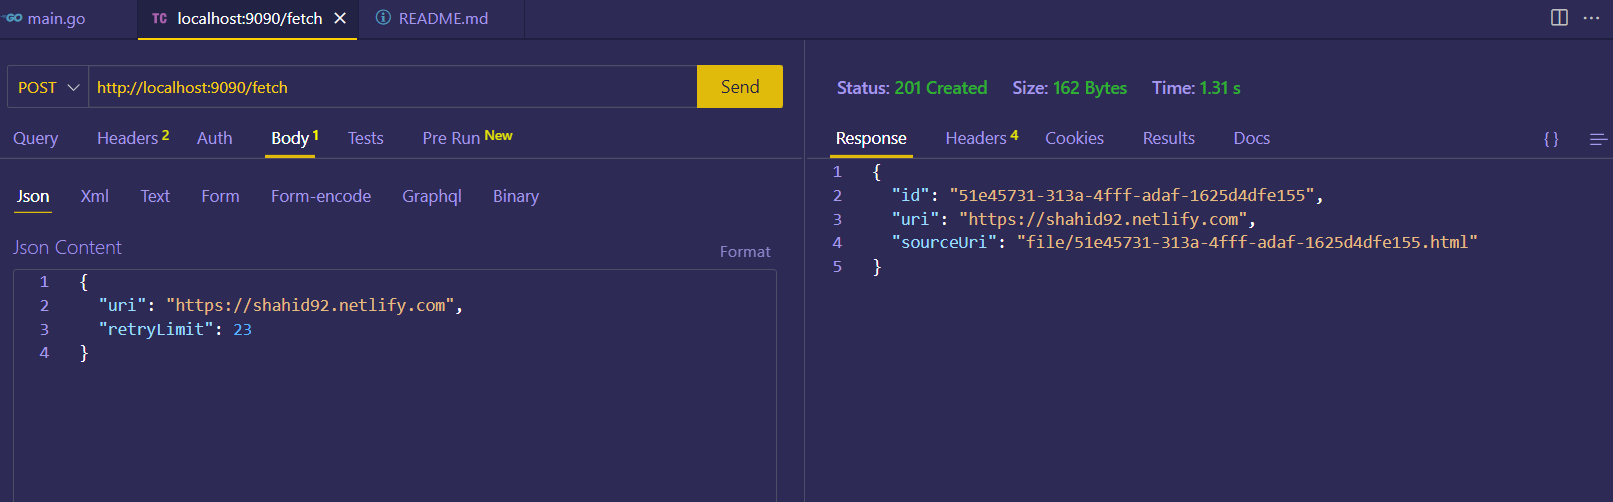 GO main.go TC localhost:9090/fetch README.md
POST http://localhost:9090/fetch Send
Query Headers 2 Auth Body 1 Tests Pre Run New
Json Xml Text Form Form-encode Graphql Binary
Json Content Format
1 {
2 "uri": "https://shahid92.netlify.com",
3 "retryLimit": 23
4 }
Status: 201 Created Size: 162 Bytes Time: 1.31 s
Response Headers 4 Cookies Results Docs {}
1 {
2 "id": "51e45731-313a-4fff-adaf-1625d4dfe155",
3 "uri": "https://shahid92.netlify.com",
4 "sourceUri": "file/51e45731-313a-4fff-adaf-1625d4dfe155.html"
5 }